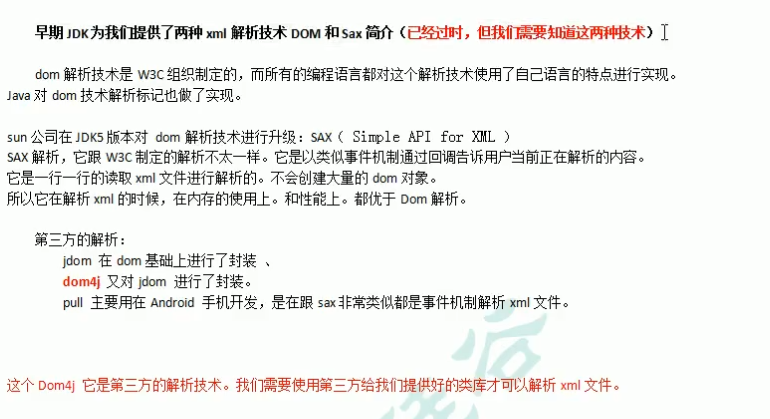 早期 JDK 为我们提供了两种 xml 解析技术 DOM 和 Sax 简介（已经过时，但我们需要知道这两种技术）
dom 解析技术是 W3C 组织制定的，而所有的编程语言都对这个解析技术使用了自己语言的特点进行实现。
Java 对 dom 技术解析标记也做了实现。
sun 公司在 JDK5 版本对 dom 解析技术进行升级：SAX（ Simple API for XML ）
SAX 解析，它跟 W3C 制定的解析不太一样。它是以类似事件机制通过回调告诉用户当前正在解析的内容。
它是一行一行的读取 xml 文件进行解析的。不会创建大量的 dom 对象。
所以它在解析 xml 的时候，在内存的使用上。和性能上。都优于 Dom 解析。
第三方的解析：
jdom 在 dom 基础上进行了封装 、
dom4j 又对 jdom 进行了封装。
pull 主要用在 Android 手机开发，是在跟 sax 非常类似都是事件机制解析 xml 文件。
这个 Dom4j 它是第三方的解析技术。我们需要使用第三方给我们提供好的类库才可以解析 xml 文件。